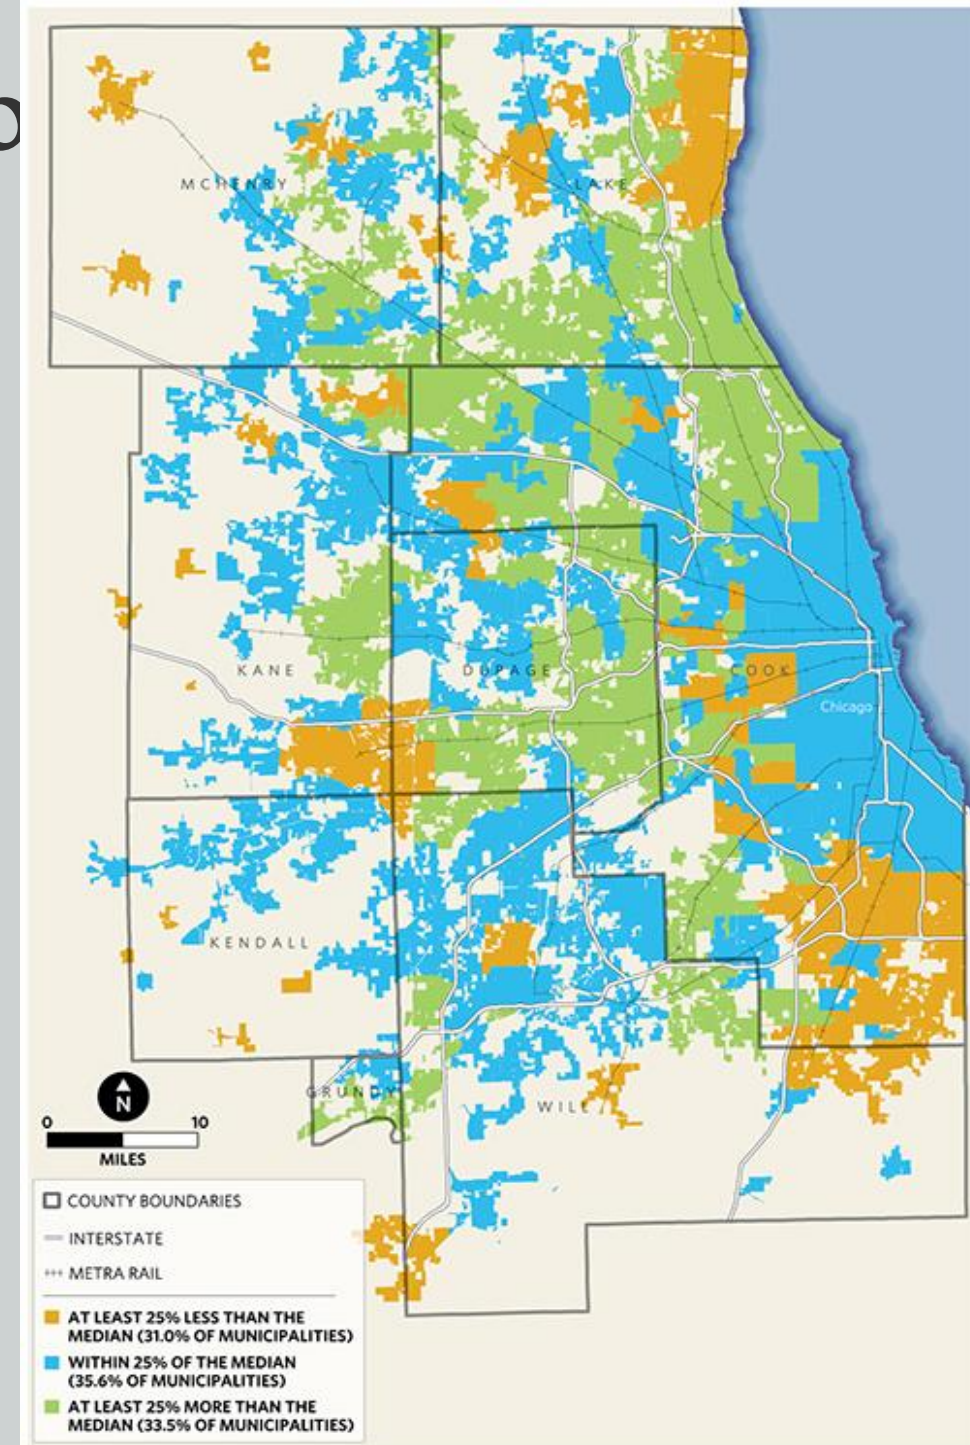 MCHENRY
LAKE
KANE
DUPAGE
COOK
Chicago
KENDALL
GRUNDY
WILL
N
0 10
MILES
COUNTY BOUNDARIES
INTERSTATE
METRA RAIL
AT LEAST 25% LESS THAN THE
MEDIAN (31.0% OF MUNICIPALITIES)
WITHIN 25% OF THE MEDIAN
(35.6% OF MUNICIPALITIES)
AT LEAST 25% MORE THAN THE
MEDIAN (33.5% OF MUNICIPALITIES)